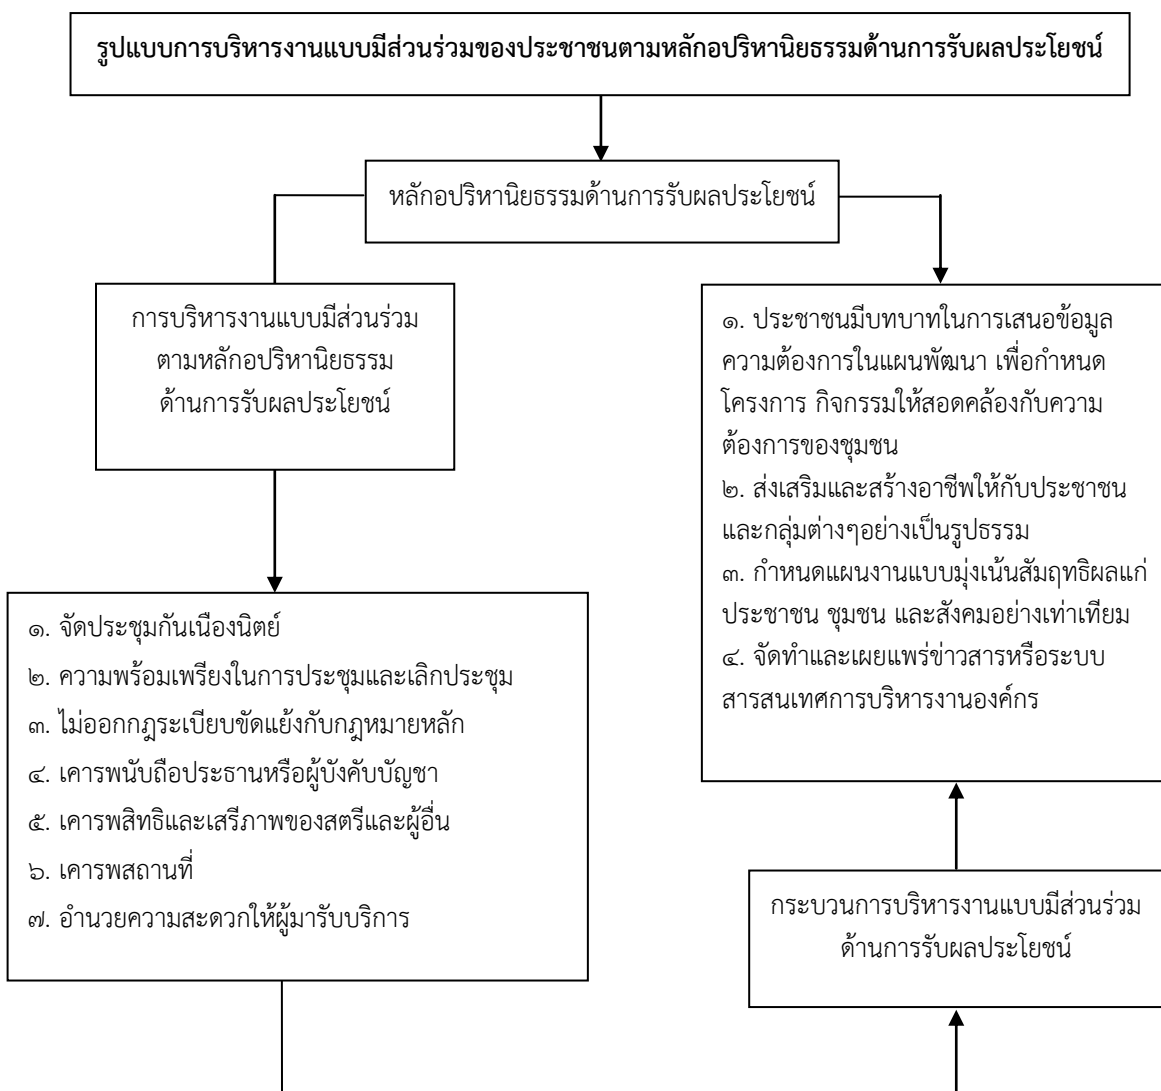 รูปแบบการบริหารงานแบบมีส่วนร่วมของประชาชนตามหลักอปริหานิยธรรมด้านการรับผลประโยชน์
หลักอปริหานิยธรรมด้านการรับผลประโยชน์
การบริหารงานแบบมีส่วนร่วม
ตามหลักอปริหานิยธรรม
ด้านการรับผลประโยชน์
๑. จัดประชุมกันเนืองนิตย์
๒. ความพร้อมเพรียงในการประชุมและเลิกประชุม
๓. ไม่ออกกฎระเบียบขัดแย้งกับกฎหมายหลัก
๔. เคารพนับถือประธานหรือผู้บังคับบัญชา
๕. เคารพสิทธิและเสรีภาพของสตรีและผู้อื่น
๖. เคารพสถานที่
๗. อำนวยความสะดวกให้ผู้มารับบริการ
๑. ประชาชนมีบทบาทในการเสนอข้อมูล
ความต้องการในแผนพัฒนา เพื่อกำหนด
โครงการ กิจกรรมให้สอดคล้องกับความ
ต้องการของชุมชน
๒. ส่งเสริมและสร้างอาชีพให้กับประชาชน
และกลุ่มต่างๆอย่างเป็นรูปธรรม
๓. กำหนดแผนงานแบบมุ่งเน้นสัมฤทธิผลแก่
ประชาชน ชุมชน และสังคมอย่างเท่าเทียม
๔. จัดทำและเผยแพร่ข่าวสารหรือระบบ
สารสนเทศการบริหารงานองค์กร
กระบวนการบริหารงานแบบมีส่วนร่วม
ด้านการรับผลประโยชน์